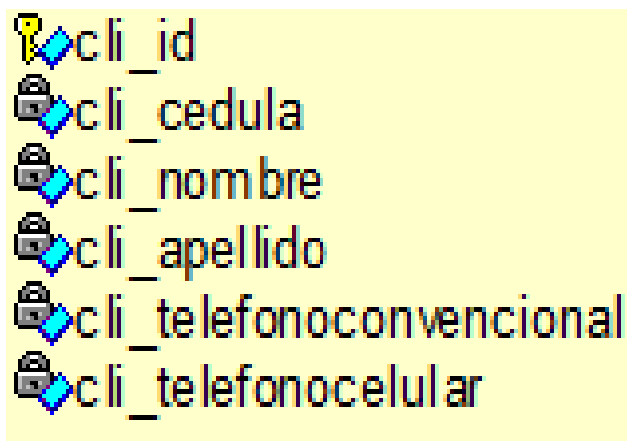 cli_id
cli_cedula
cli_nombre
cli_apellido
cli_telefonoconvencional
cli_telefonocelular